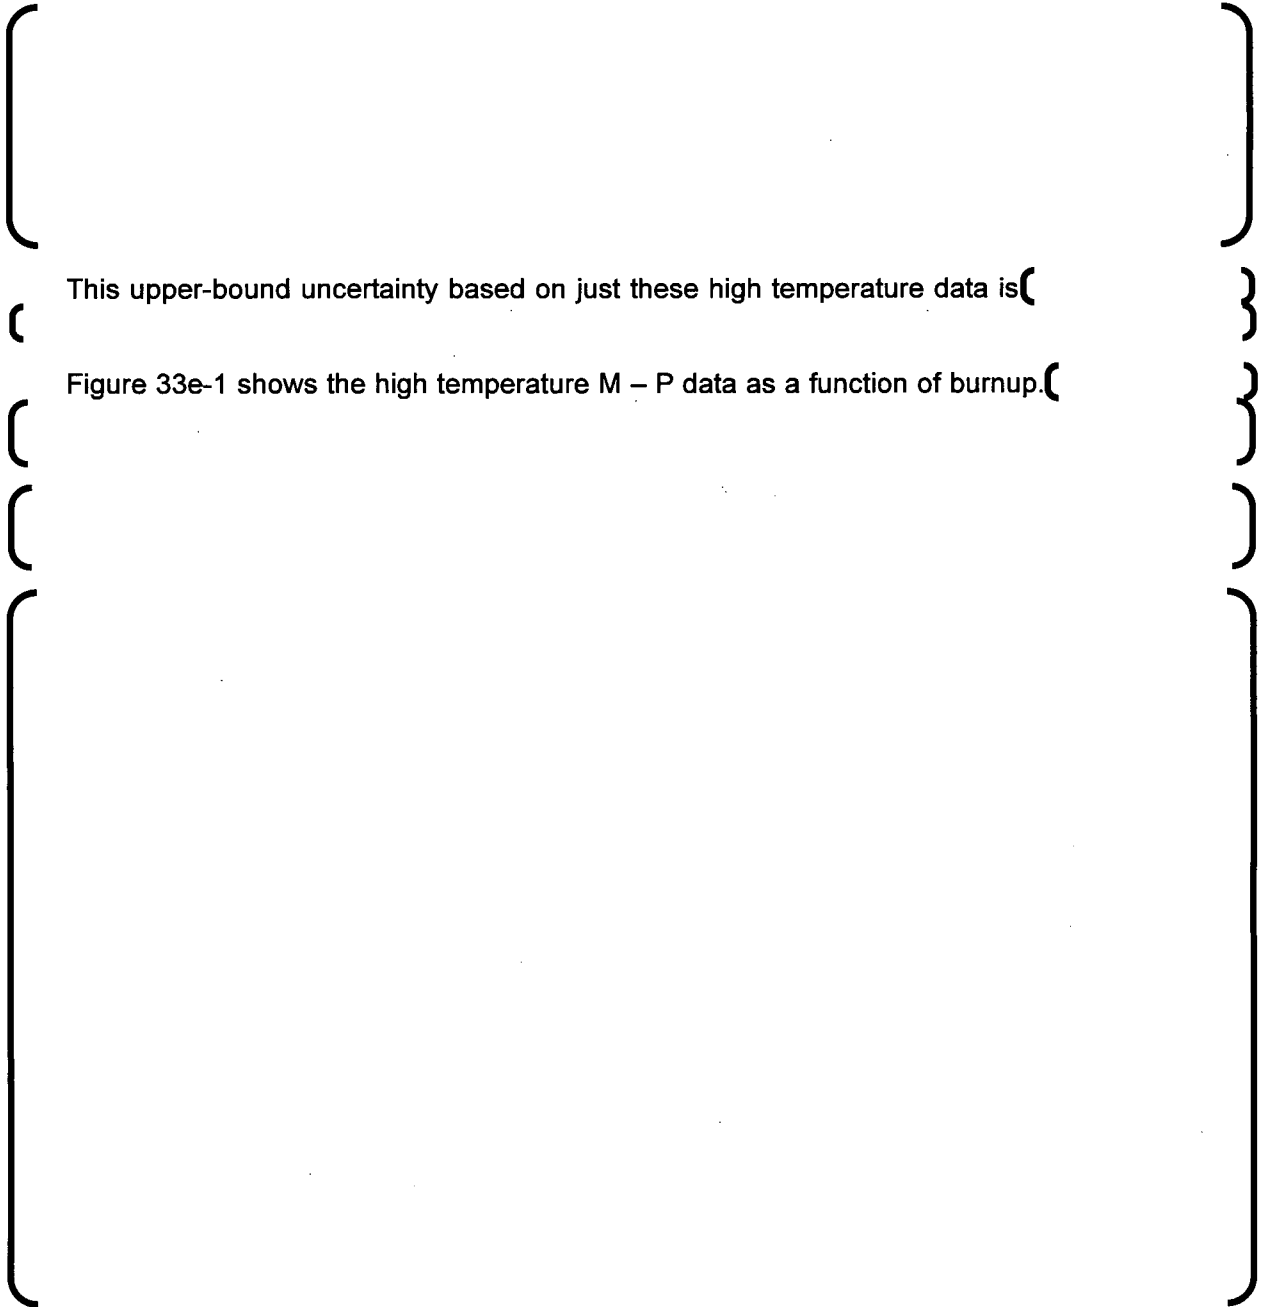 This upper-bound uncertainty based on just these high temperature data is
Figure 33e-1 shows the high temperature M – P data as a function of burnup.